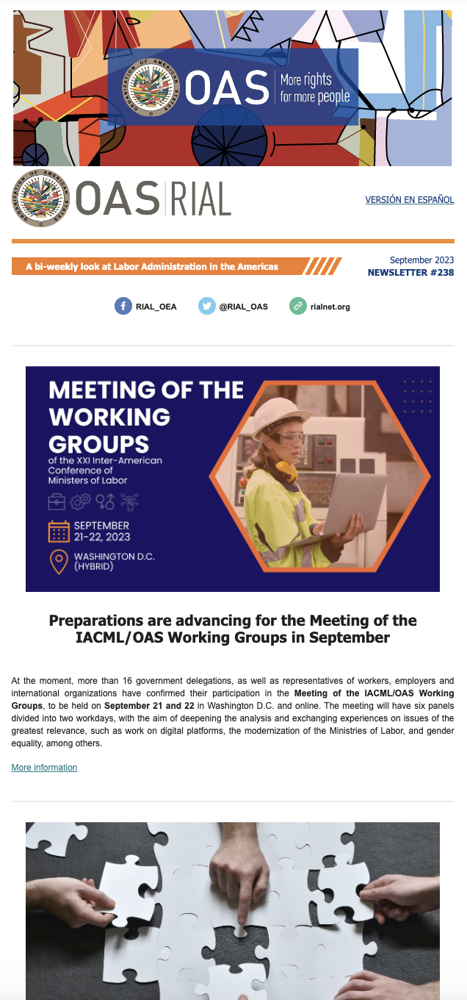 ORGANIZATION OF AMERICAN STATES
OAS
More rights
for more people
ORGANIZATION OF AMERICAN STATES
OAS RIAL
VERSIÓN EN ESPAÑOL
A bi-weekly look at Labor Administration in the Americas
September 2023
NEWSLETTER #238
RIAL_OEA
@RIAL_OAS
rialnet.org
MEETING OF THE
WORKING
GROUPS
of the XXI Inter-American
Conference of
Ministers of Labor
SEPTEMBER
21-22, 2023
WASHINGTON D.C.
(HYBRID)
Preparations are advancing for the Meeting of the
IACML/OAS Working Groups in September
At the moment, more than 16 government delegations, as well as representatives of workers, employers and
international organizations have confirmed their participation in the Meeting of the IACML/OAS Working
Groups, to be held on September 21 and 22 in Washington D.C. and online. The meeting will have six panels
divided into two workdays, with the aim of deepening the analysis and exchanging experiences on issues of the
greatest relevance, such as work on digital platforms, the modernization of the Ministries of Labor, and gender
equality, among others.
More information